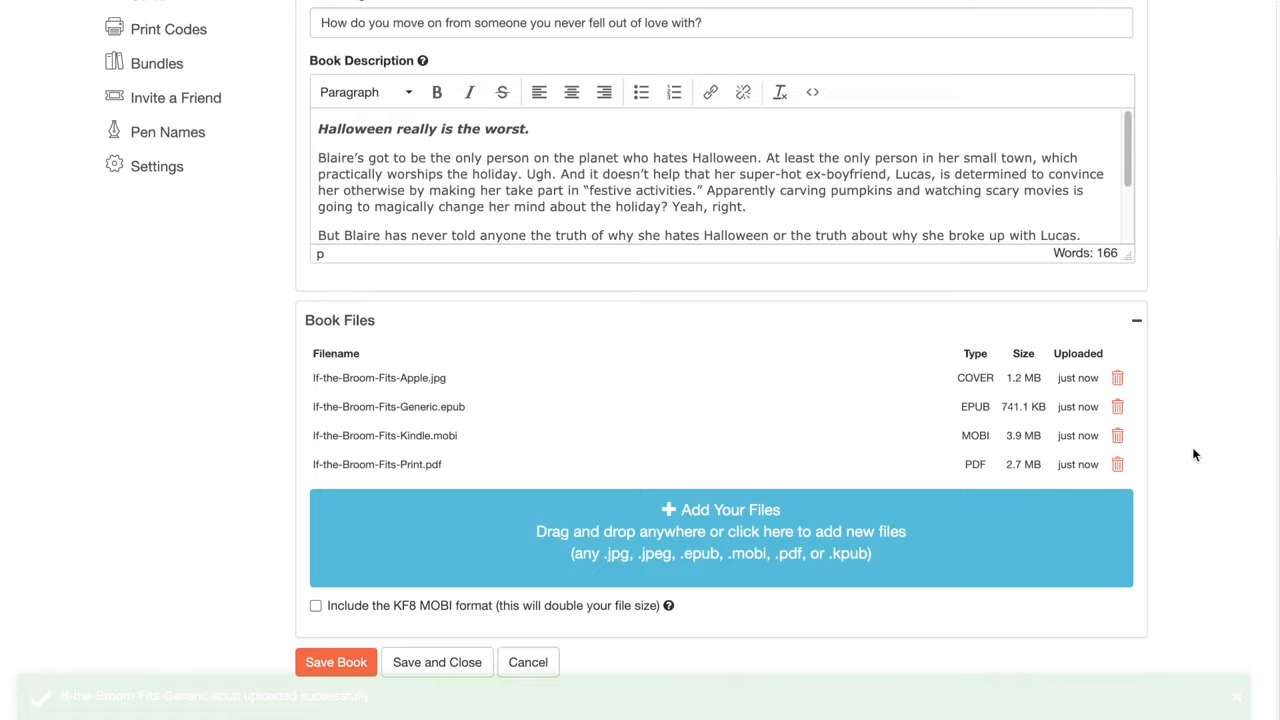 Print Codes
Bundles
Invite a Friend
Pen Names
Settings
How do you move on from someone you never fell out of love with?
Book Description
Paragraph
Halloween really is the worst.
Blaire’s got to be the only person on the planet who hates Halloween. At least the only person in her small town, which
practically worships the holiday. Ugh. And it doesn’t help that her super-hot ex-boyfriend, Lucas, is determined to convince
her otherwise by making her take part in “festive activities.” Apparently carving pumpkins and watching scary movies is
going to magically change her mind about the holiday? Yeah, right.
But Blaire has never told anyone the truth of why she hates Halloween or the truth about why she broke up with Lucas.
p Words: 166
Book Files
Filename Type Size Uploaded
If-the-Broom-Fits-Apple.jpg COVER 1.2 MB just now
If-the-Broom-Fits-Generic.epub EPUB 741.1 KB just now
If-the-Broom-Fits-Kindle.mobi MOBI 3.9 MB just now
If-the-Broom-Fits-Print.pdf PDF 2.7 MB just now
Add Your Files
Drag and drop anywhere or click here to add new files
(any .jpg, .jpeg, .epub, .mobi, .pdf, or .kpub)
Include the KF8 MOBI format (this will double your file size)
Save Book Save and Close Cancel
If-the-Broom-Fits-Generic.epub uploaded successfully